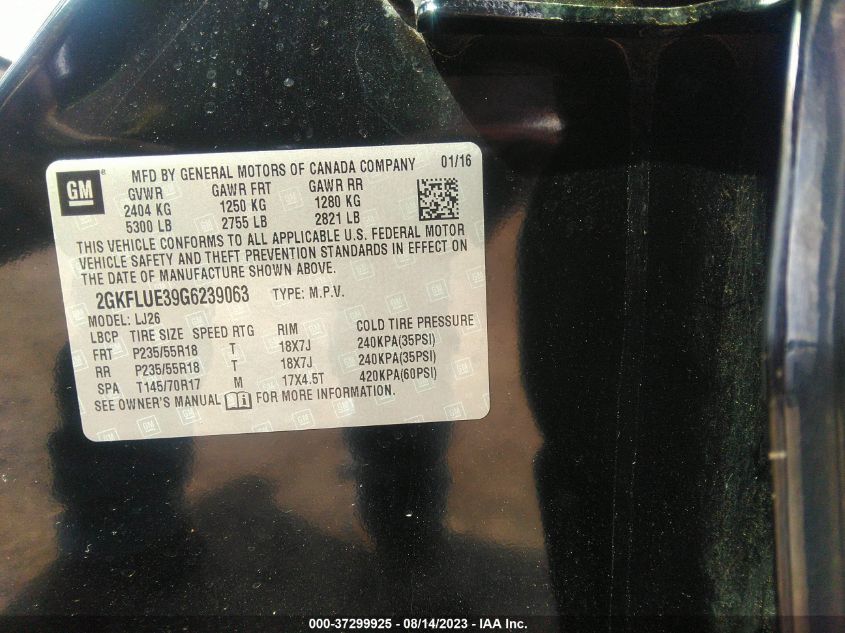 GM ® MFD BY GENERAL MOTORS OF CANADA COMPANY 01/16
GVWR GAWR FRT GAWR RR
2404 KG 1250 KG 1280 KG
5300 LB 2755 LB 2821 LB
THIS VEHICLE CONFORMS TO ALL APPLICABLE U.S. FEDERAL MOTOR
VEHICLE SAFETY AND THEFT PREVENTION STANDARDS IN EFFECT ON
THE DATE OF MANUFACTURE SHOWN ABOVE.
2GKFLUE39G6239063 TYPE: M.P.V.
MODEL: LJ26
LBCP TIRE SIZE SPEED RTG RIM COLD TIRE PRESSURE
FRT P235/55R18 T 18X7J 240KPA(35PSI)
RR P235/55R18 T 18X7J 240KPA(35PSI)
SPA T145/70R17 M 17X4.5T 420KPA(60PSI)
SEE OWNER'S MANUAL FOR MORE INFORMATION.
000-37299925 - 08/14/2023 - IAA Inc.